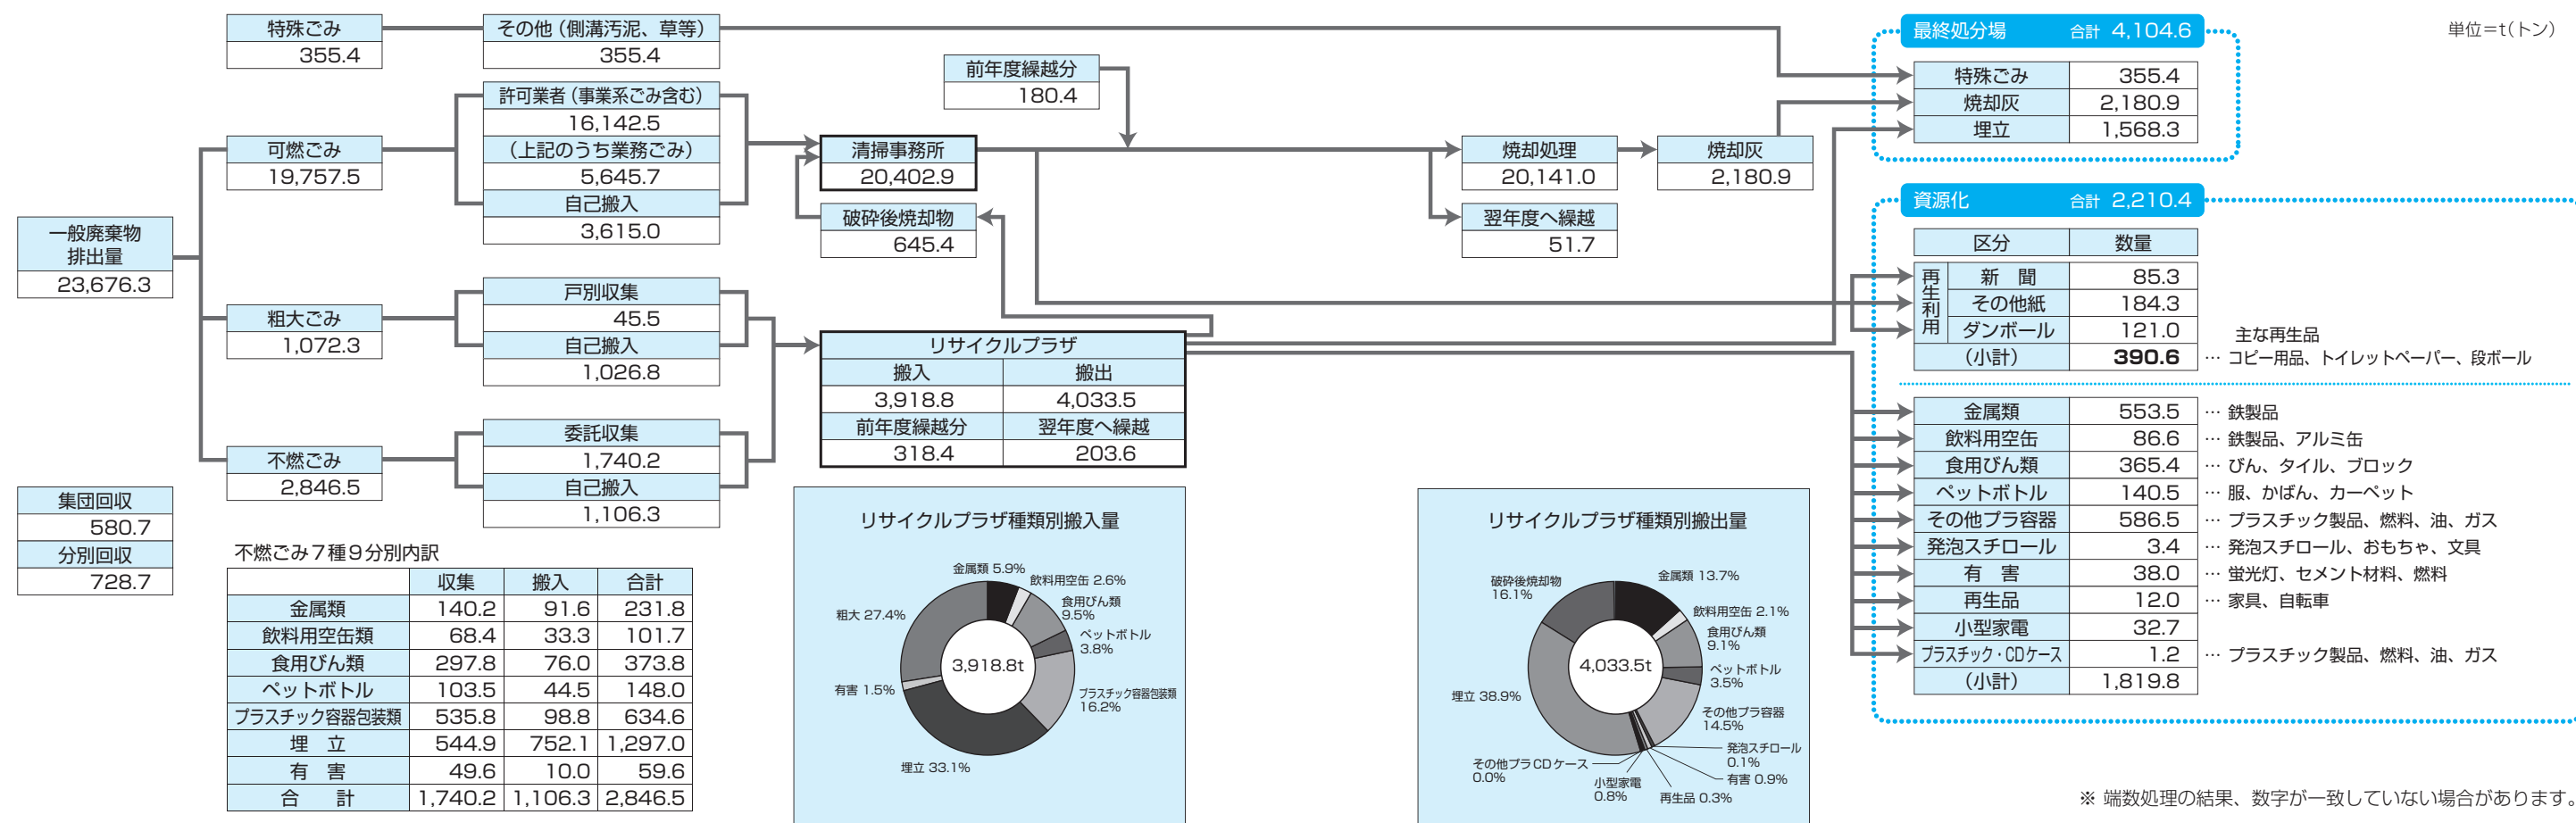 単位=t(トン)
特殊ごみ
355.4
その他(側溝汚泥、草等)
355.4
一般廃棄物
排出量
23,676.3
可燃ごみ
19,757.5
許可業者(事業系ごみ含む)
16,142.5
(上記のうち業務ごみ)
5,645.7
自己搬入
3,615.0
粗大ごみ
1,072.3
戸別収集
45.5
自己搬入
1,026.8
不燃ごみ
2,846.5
委託収集
1,740.2
自己搬入
1,106.3
集団回収
580.7
分別回収
728.7
前年度繰越分
180.4
清掃事務所
20,402.9
破砕後焼却物
645.4
焼却処理
20,141.0
焼却灰
2,180.9
翌年度へ繰越
51.7
リサイクルプラザ
搬入 搬出
3,918.8 4,033.5
前年度繰越分 翌年度へ繰越
318.4 203.6
最終処分場 合計 4,104.6
特殊ごみ 355.4
焼却灰 2,180.9
埋立 1,568.3
資源化 合計 2,210.4
区分 数量
再生利用
新 聞 85.3
その他紙 184.3
ダンボール 121.0
主な再生品
(小計) 390.6 … コピー用品、トイレットペーパー、段ボール
金属類 553.5 … 鉄製品
飲料用空缶 86.6 … 鉄製品、アルミ缶
食用びん類 365.4 … びん、タイル、ブロック
ペットボトル 140.5 … 服、かばん、カーペット
その他プラ容器 586.5 … プラスチック製品、燃料、油、ガス
発泡スチロール 3.4 … 発泡スチロール、おもちゃ、文具
有 害 38.0 … 蛍光灯、セメント材料、燃料
再生品 12.0 … 家具、自転車
小型家電 32.7
プラスチック・CDケース 1.2 … プラスチック製品、燃料、油、ガス
(小計) 1,819.8
不燃ごみ7種9分別内訳
収集 搬入 合計
金属類 140.2 91.6 231.8
飲料用空缶類 68.4 33.3 101.7
食用びん類 297.8 76.0 373.8
ペットボトル 103.5 44.5 148.0
プラスチック容器包装類 535.8 98.8 634.6
埋 立 544.9 752.1 1,297.0
有 害 49.6 10.0 59.6
合 計 1,740.2 1,106.3 2,846.5
リサイクルプラザ種類別搬入量
金属類 5.9%
飲料用空缶 2.6%
食用びん類
9.5%
ペットボトル
3.8%
プラスチック容器包装類
16.2%
埋立 33.1%
有害 1.5%
粗大 27.4%
3,918.8t
リサイクルプラザ種類別搬出量
金属類 13.7%
飲料用空缶 2.1%
食用びん類
9.1%
ペットボトル
3.5%
その他プラ容器
14.5%
発泡スチロール
0.1%
有害 0.9%
再生品 0.3%
小型家電
0.8%
その他プラCDケース
0.0%
埋立 38.9%
破砕後焼却物
16.1%
4,033.5t
※ 端数処理の結果、数字が一致していない場合があります。